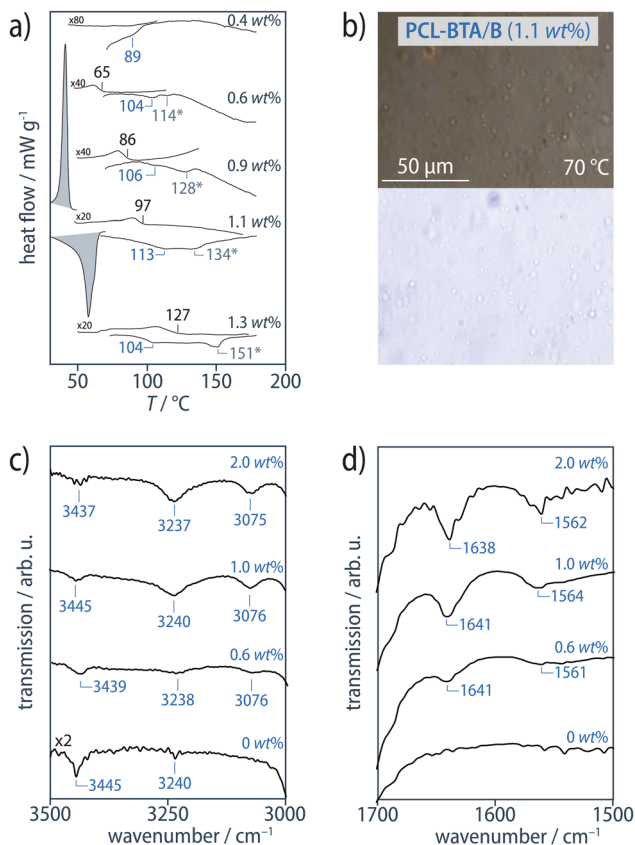 a)
x80
0.4 wt%
89
65
x40
0.6 wt%
104
114*
86
x40
0.9 wt%
106
128*
97
x20
1.1 wt%
113
134*
127
1.3 wt%
x20
104
151*
heat flow / mW g⁻¹
50
100
150
200
T / °C
b)
PCL-BTA/B (1.1 wt%)
50 µm
70 °C
c)
2.0 wt%
3437
3237
3075
1.0 wt%
3445
3240
3076
0.6 wt%
3439
3238
3076
x2
0 wt%
3445
3240
transmission / arb. u.
3500
3250
3000
wavenumber / cm⁻¹
d)
2.0 wt%
1638
1562
1.0 wt%
1641
1564
0.6 wt%
1641
1561
0 wt%
transmission / arb. u.
1700
1600
1500
wavenumber / cm⁻¹